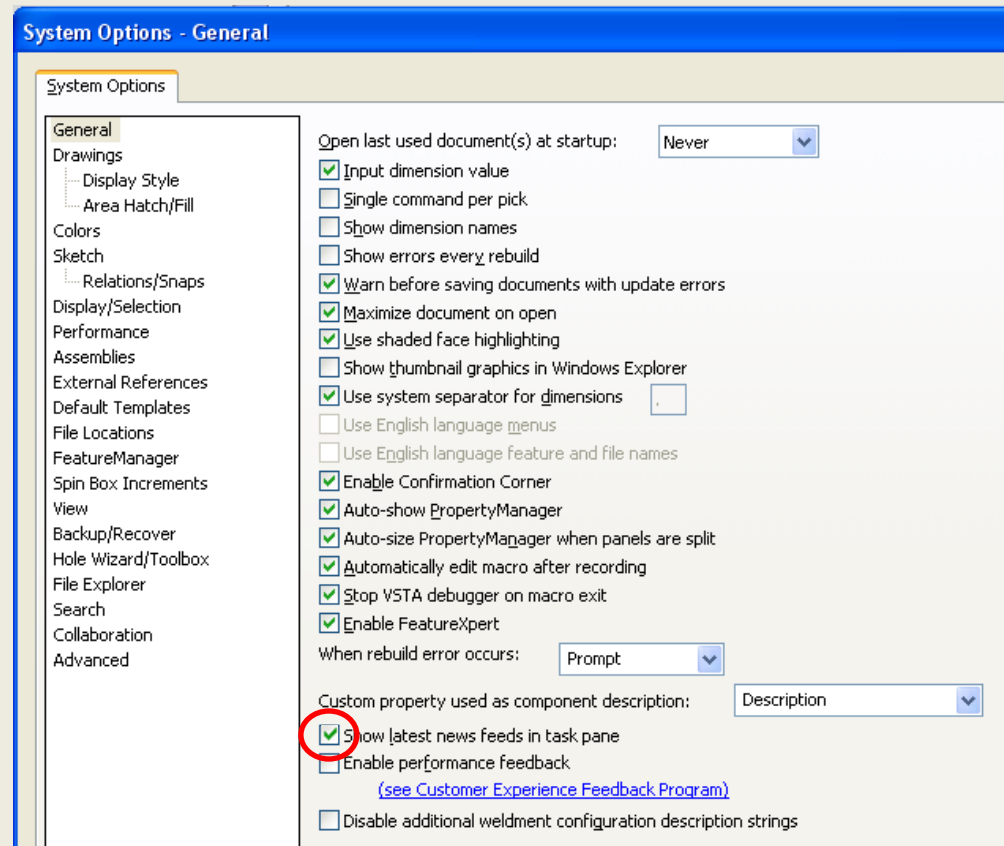 System Options - General
System Options
General
Drawings
Display Style
Area Hatch/Fill
Colors
Sketch
Relations/Snaps
Display/Selection
Performance
Assemblies
External References
Default Templates
File Locations
FeatureManager
Spin Box Increments
View
Backup/Recover
Hole Wizard/Toolbox
File Explorer
Search
Collaboration
Advanced
Open last used document(s) at startup: Never
Input dimension value
Single command per pick
Show dimension names
Show errors every rebuild
Warn before saving documents with update errors
Maximize document on open
Use shaded face highlighting
Show thumbnail graphics in Windows Explorer
Use system separator for dimensions .
Use English language menus
Use English language feature and file names
Enable Confirmation Corner
Auto-show PropertyManager
Auto-size PropertyManager when panels are split
Automatically edit macro after recording
Stop VSTA debugger on macro exit
Enable FeatureXpert
When rebuild error occurs: Prompt
Custom property used as component description: Description
Show latest news feeds in task pane
Enable performance feedback
(see Customer Experience Feedback Program)
Disable additional weldment configuration description strings